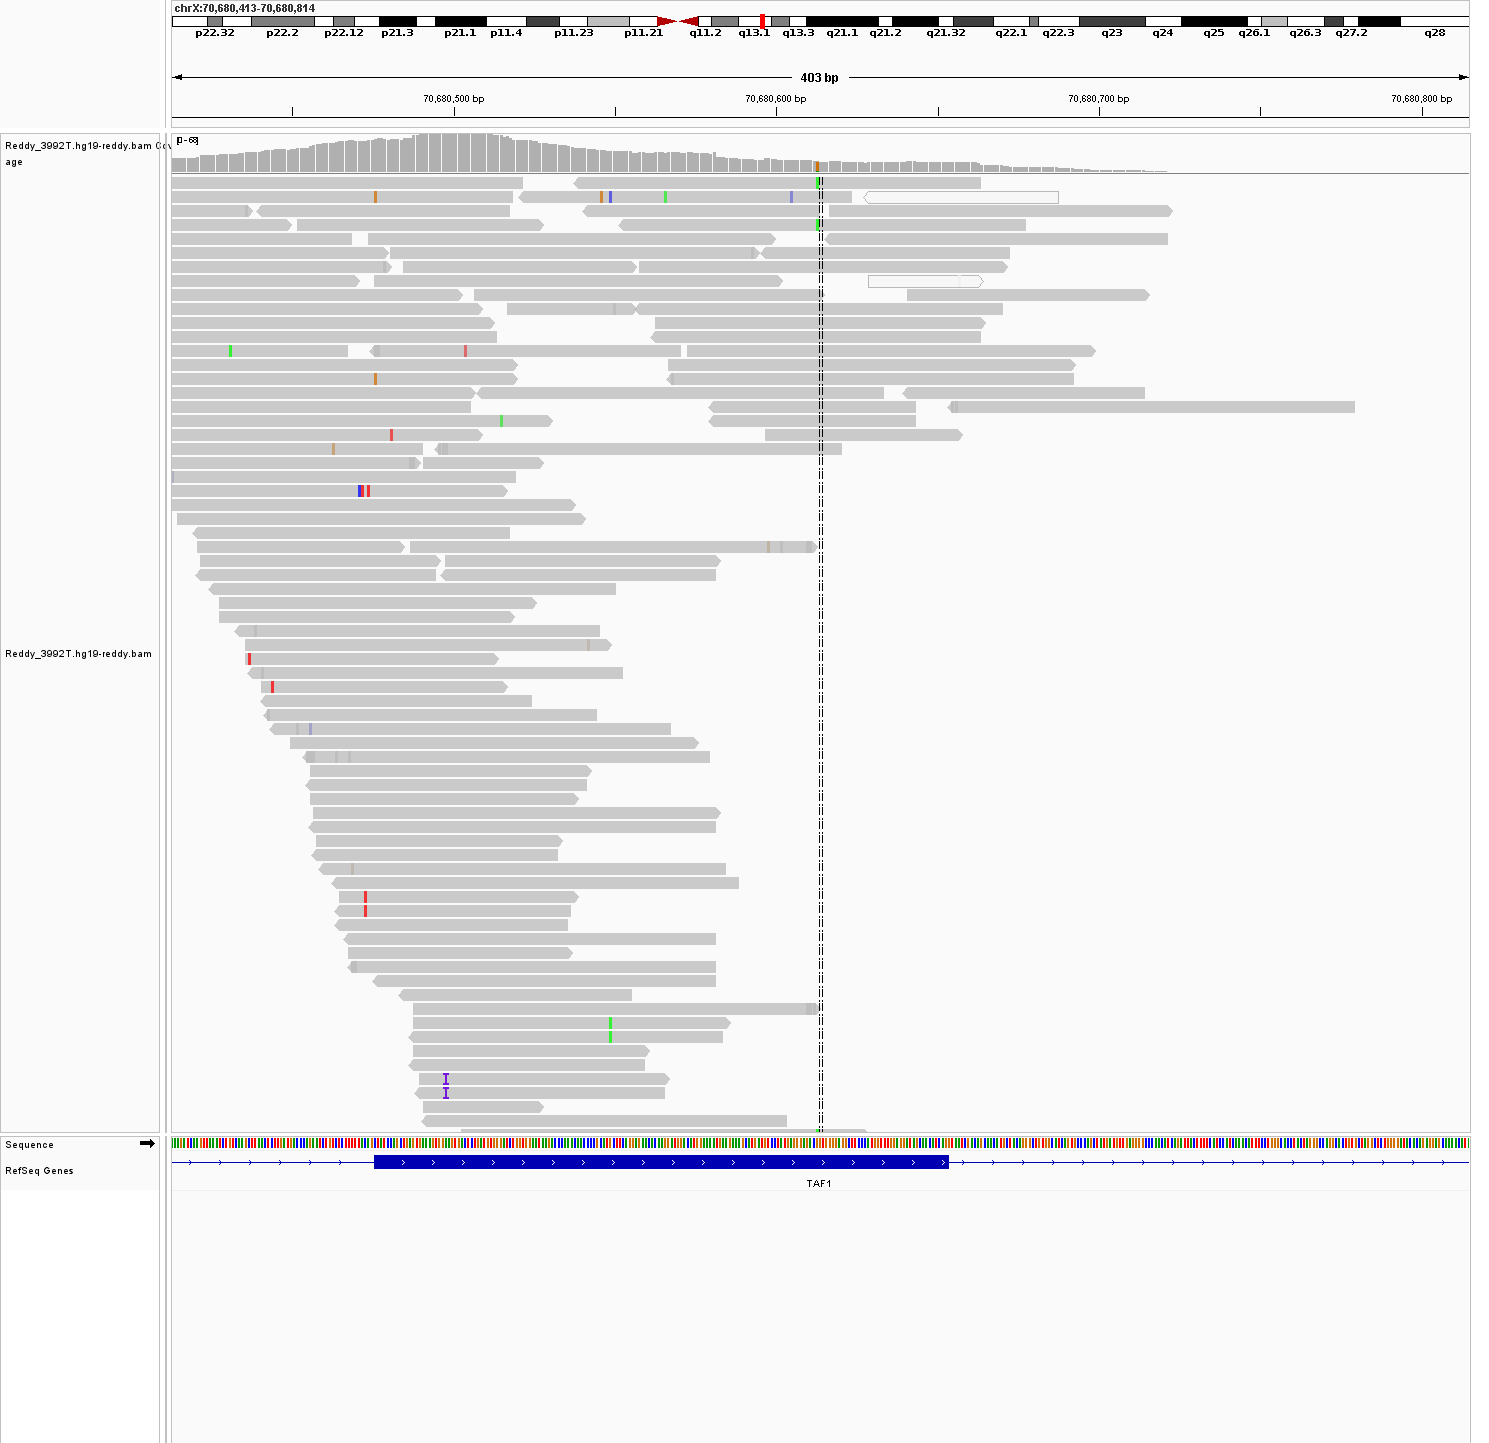 chrX:70,680,413-70,680,814
p22.32 p22.2 p22.12 p21.3 p21.1 p11.4 p11.23 p11.21 q11.2 q13.1 q13.3 q21.1 q21.2 q21.32 q22.1 q22.3 q23 q24 q25 q26.1 q26.3 q27.2 q28
403 bp
70,680,500 bp 70,680,600 bp 70,680,700 bp 70,680,800 bp
Reddy_3992T.hg19-reddy.bam Cov
age
[0-68]
Reddy_3992T.hg19-reddy.bam
Sequence
RefSeq Genes
TAF1